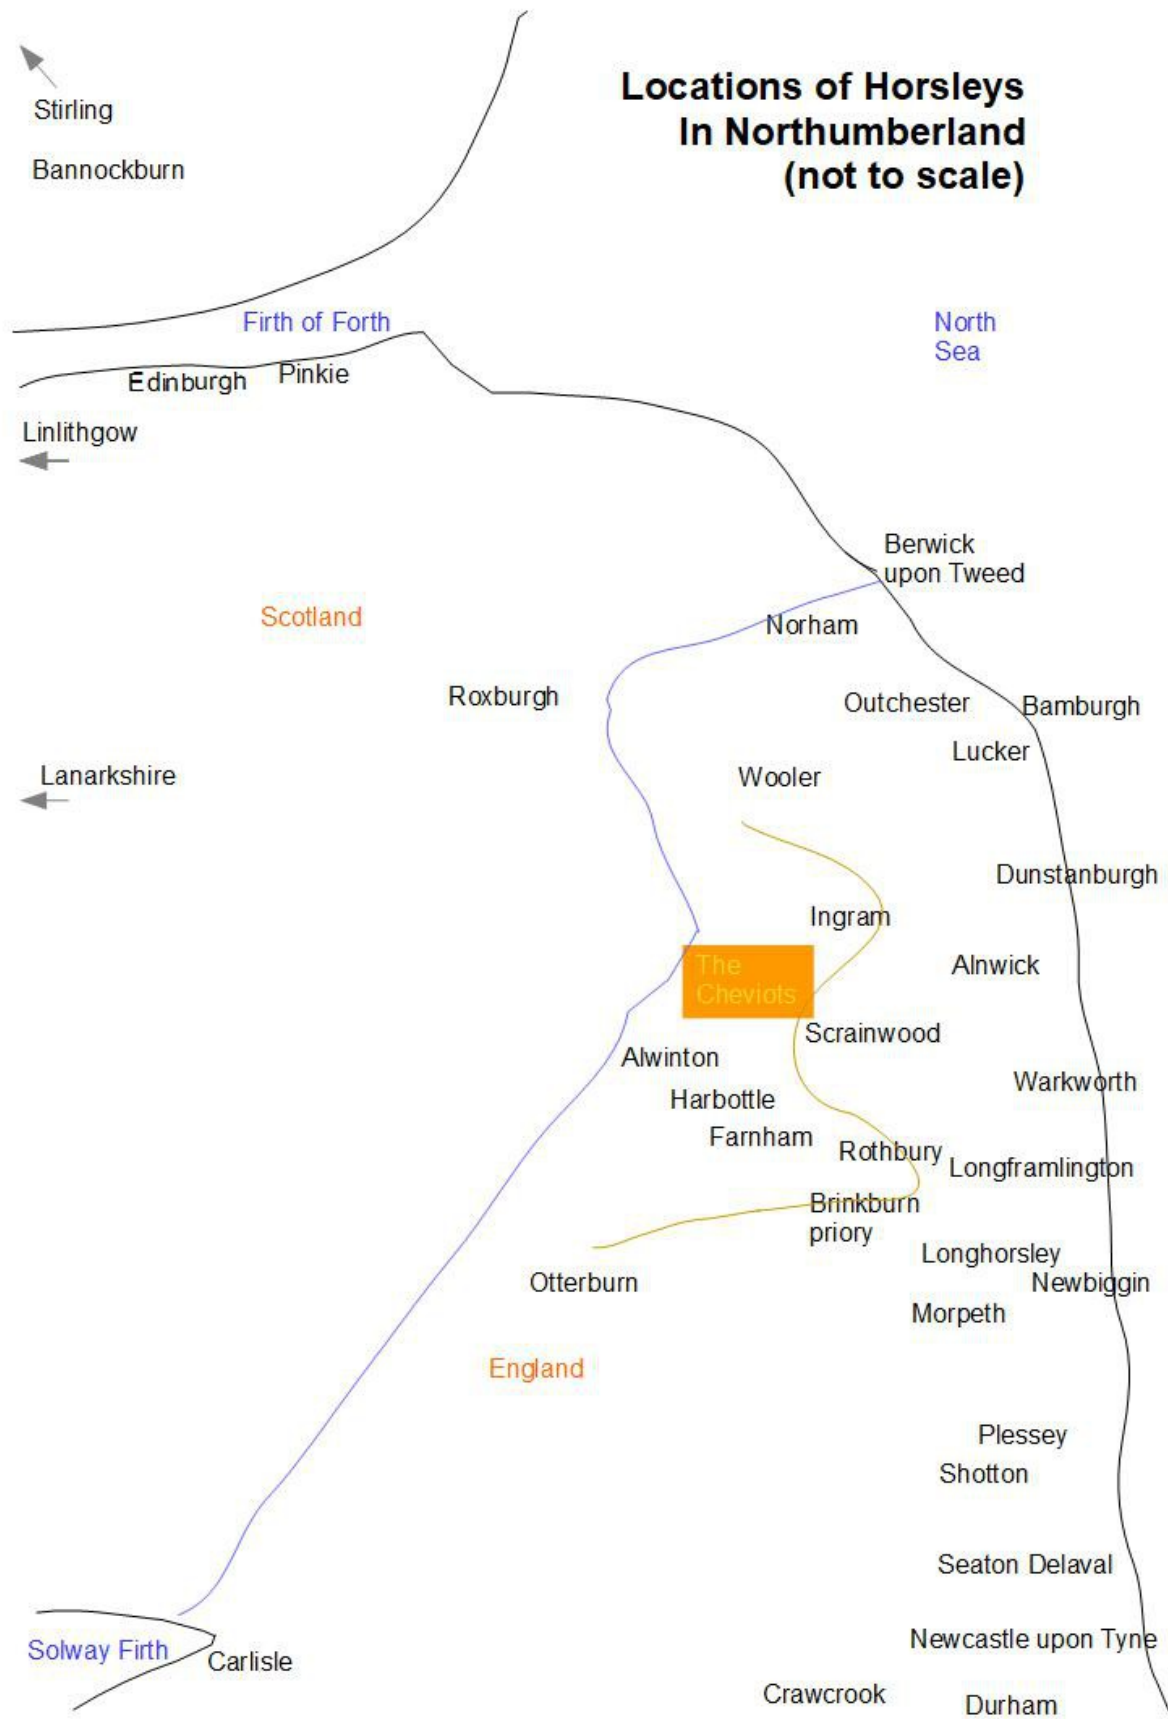 Locations of Horsleys
In Northumberland
(not to scale)
Stirling
Bannockburn
Firth of Forth
North
Sea
Edinburgh
Pinkie
Linlithgow
Berwick
upon Tweed
Scotland
Norham
Roxburgh
Outchester
Bamburgh
Lucker
Lanarkshire
Wooler
Dunstanburgh
Ingram
The
Cheviots
Alnwick
Scrainwood
Alwinton
Warkworth
Harbottle
Farnham
Rothbury
Longframlington
Brinkburn
priory
Longhorsley
Otterburn
Newbiggin
Morpeth
England
Plessey
Shotton
Seaton Delaval
Newcastle upon Tyne
Solway Firth
Carlisle
Crawcrook
Durham